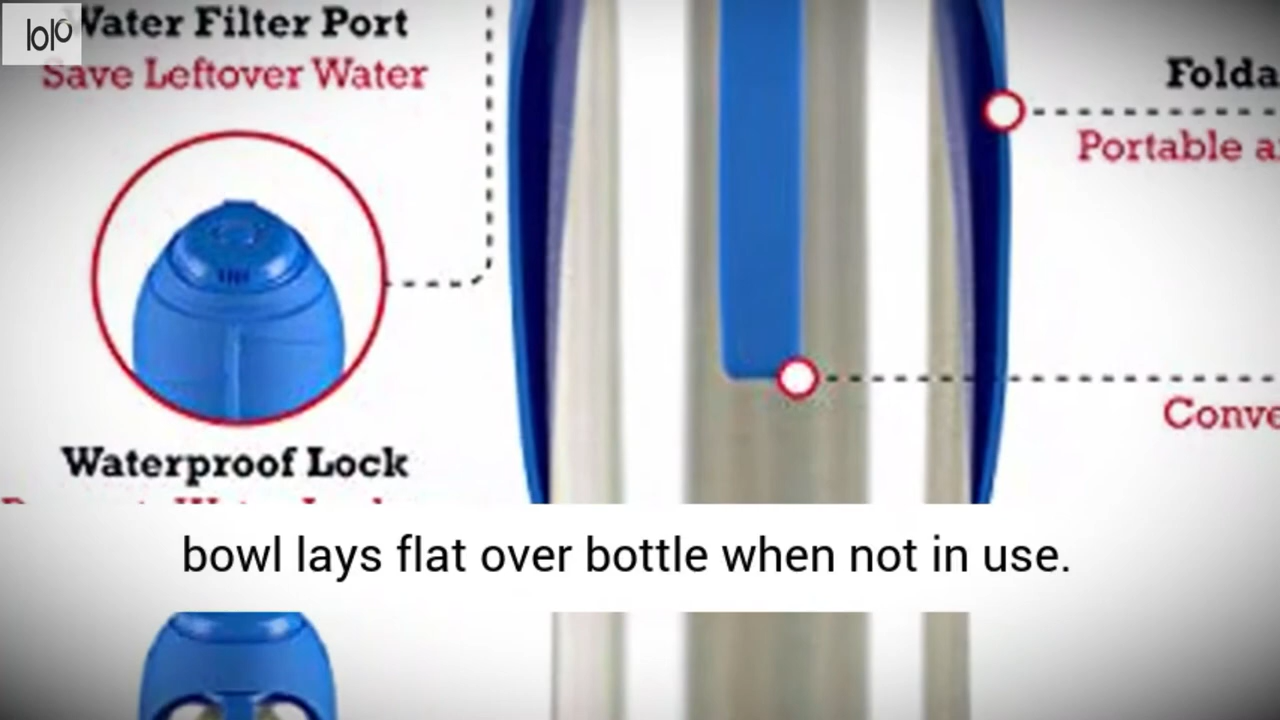 lolo
Water Filter Port
Save Leftover Water
Folda
Portable a
Waterproof Lock
Conve
bowl lays flat over bottle when not in use.